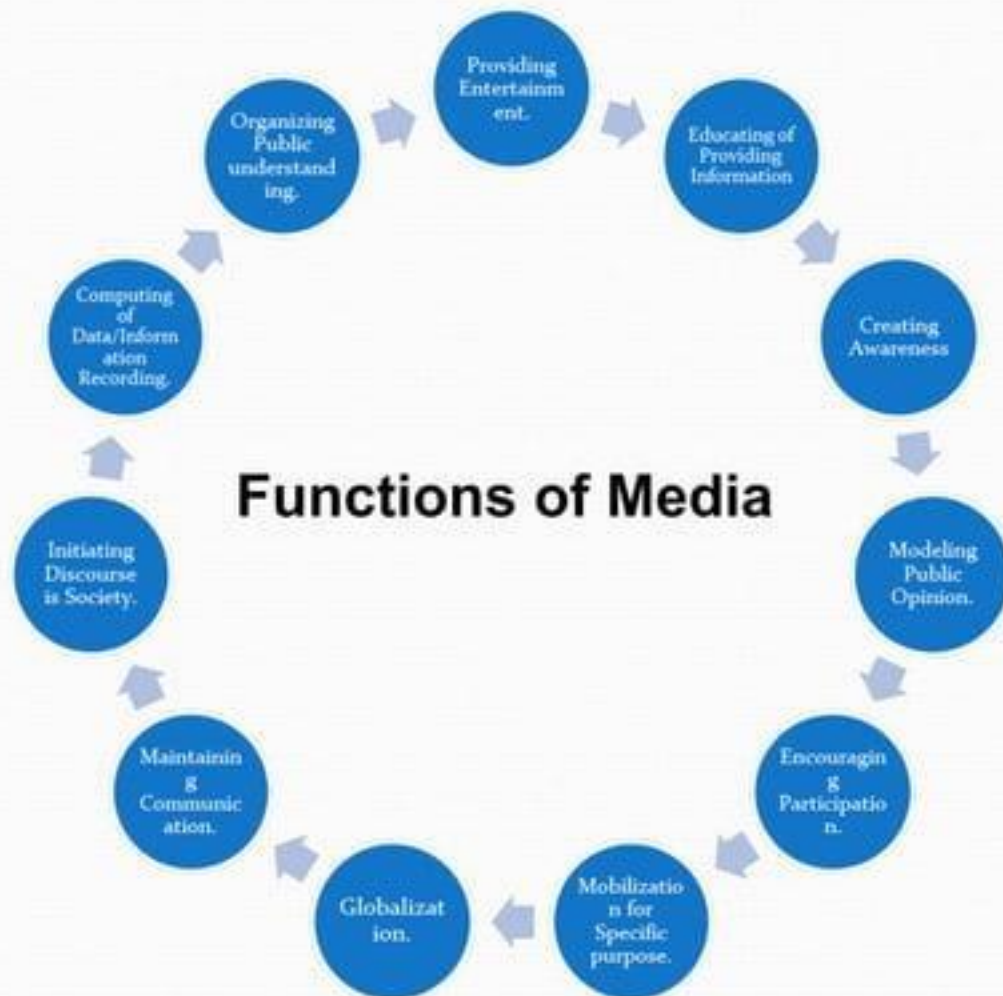 Providing
Entertainm
ent.
Educating of
Providing
Information
Creating
Awareness
Modeling
Public
Opinion.
Encouragin
g
Participatio
n.
Mobilizatio
n for
Specific
purpose.
Globalizat
ion.
Maintainin
g
Communic
ation.
Initiating
Discourse
is Society.
Computing
of
Data/Inform
ation
Recording.
Organizing
Public
understand
ing.
Functions of Media